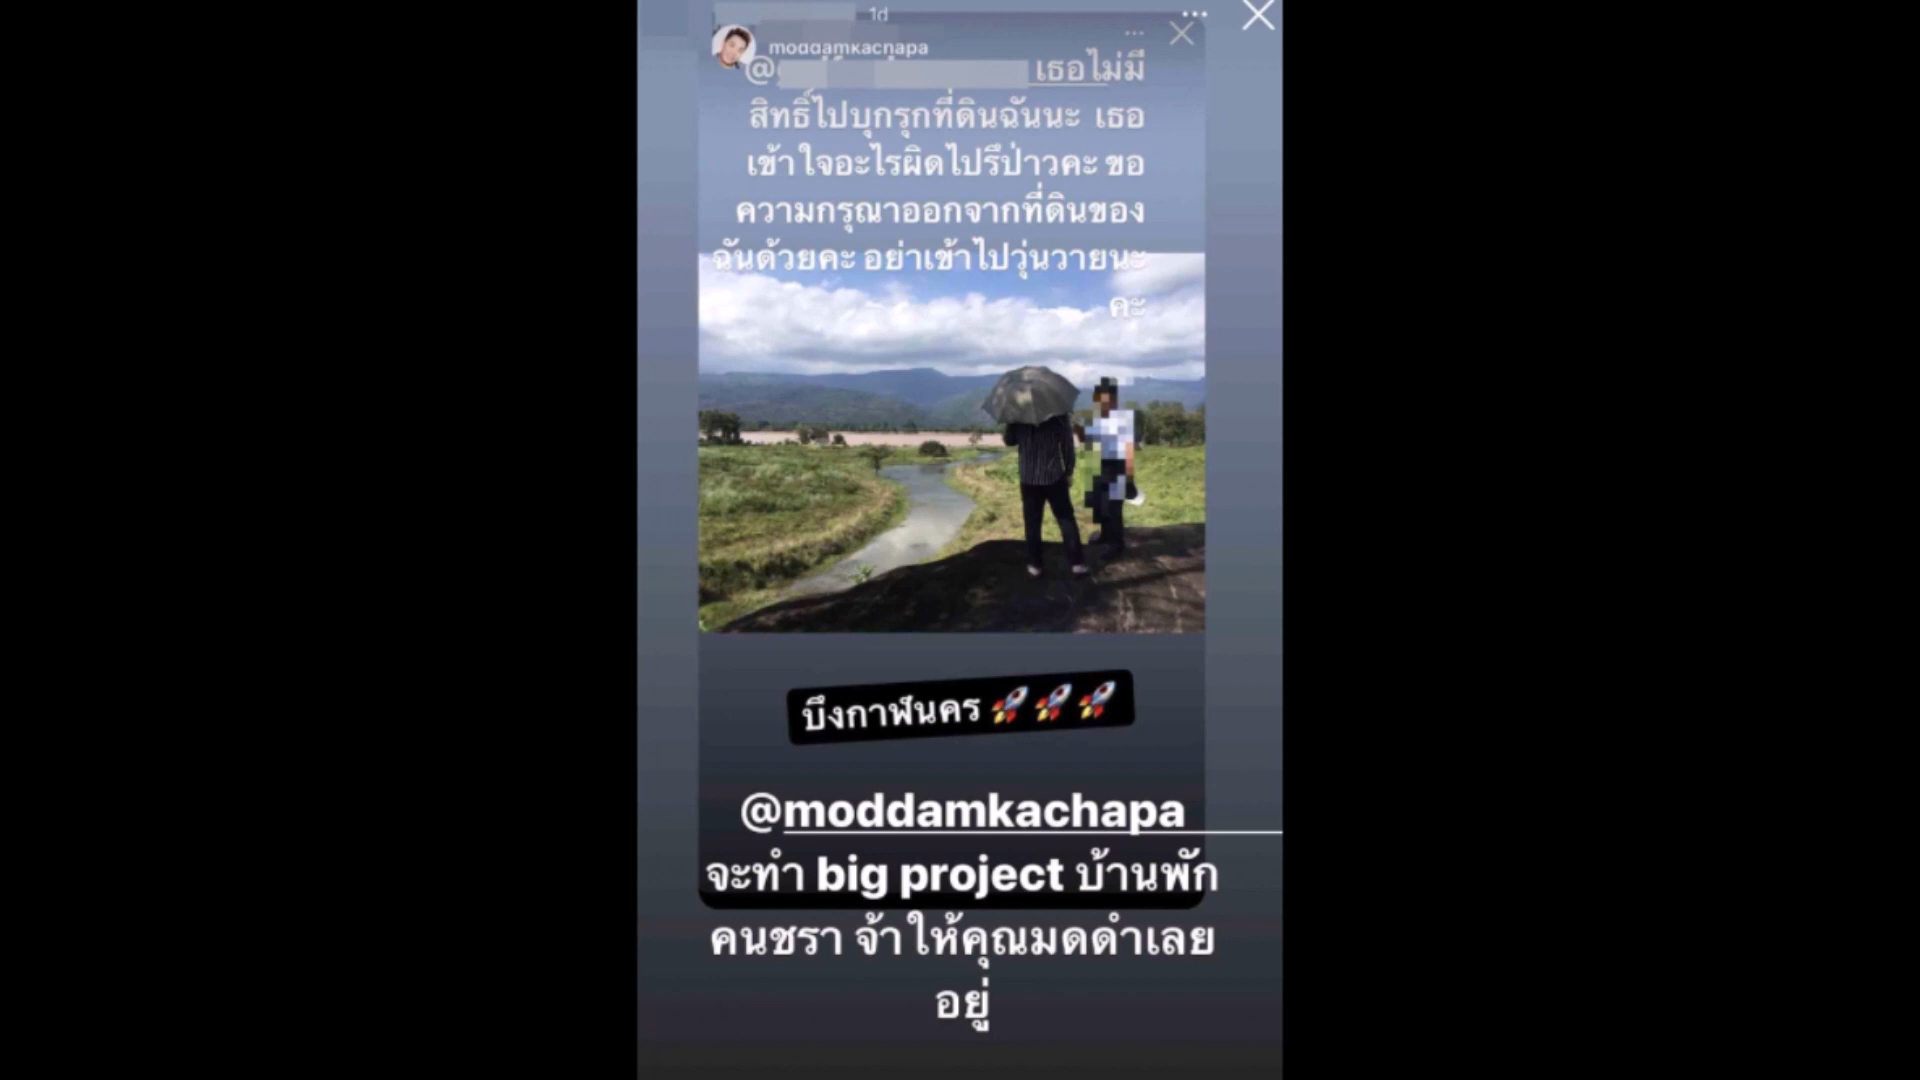 1d
moddamkachapa
@ เธอไม่มี
สิทธิ์ไปบุกรุกที่ดินฉันนะ เธอ
เข้าใจอะไรผิดไปรึป่าวคะ ขอ
ความกรุณาออกจากที่ดินของ
ฉันด้วยคะ อย่าเข้าไปวุ่นวายนะ
คะ
บึงกาฬนคร 🚀🚀🚀
@moddamkachapa
จะทำ big project บ้านพัก
คนชรา จ้าให้คุณมดดำเลย
อยู่